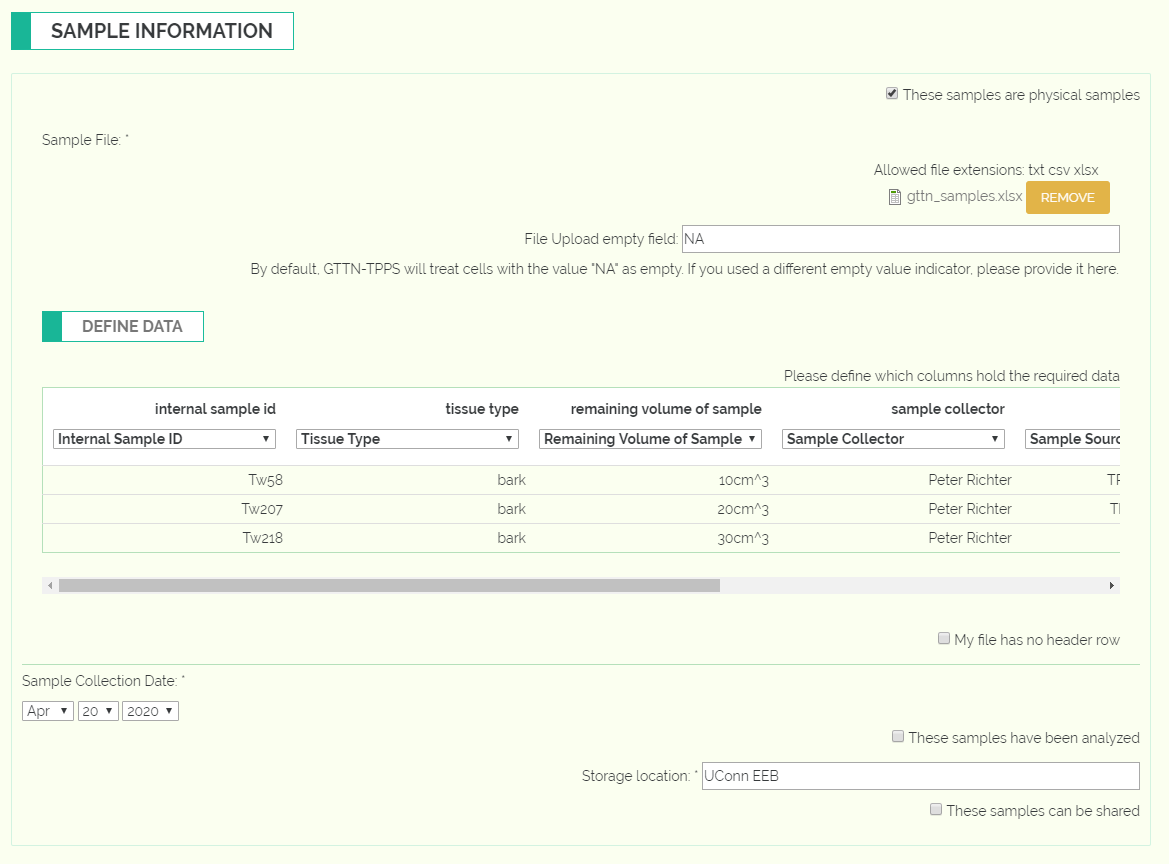 SAMPLE INFORMATION
These samples are physical samples
Sample File: *
Allowed file extensions: txt csv xlsx
gttn_samples.xlsx REMOVE
File Upload empty field: NA
By default, GTTN-TPPS will treat cells with the value "NA" as empty. If you used a different empty value indicator, please provide it here.
DEFINE DATA
Please define which columns hold the required data
internal sample id tissue type remaining volume of sample sample collector
Internal Sample ID Tissue Type Remaining Volume of Sample Sample Collector Sample Sourc
Tw58 bark 10cm^3 Peter Richter
Tw207 bark 20cm^3 Peter Richter
Tw218 bark 30cm^3 Peter Richter
My file has no header row
Sample Collection Date: *
Apr 20 2020
These samples have been analyzed
Storage location: * UConn EEB
These samples can be shared